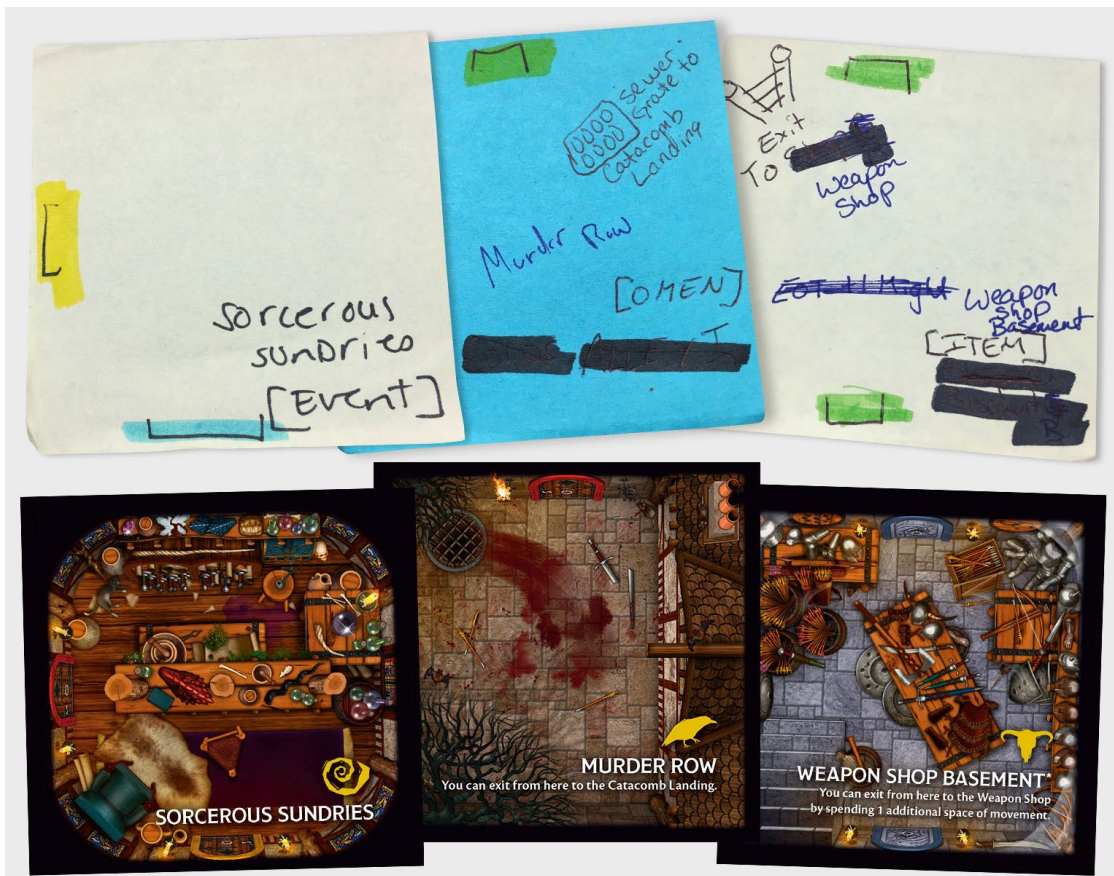 sorcerous
sundries
[Event]
sewer
Grate to
Catacomb
Landing
Murder Row
[OMEN]
Exit
To
Weapon
Shop
Weapon
Shop
Basement
[ITEM]
SORCEROUS SUNDRIES
MURDER ROW
You can exit from here to the Catacomb Landing.
WEAPON SHOP BASEMENT*
You can exit from here to the Weapon Shop
by spending 1 additional space of movement.